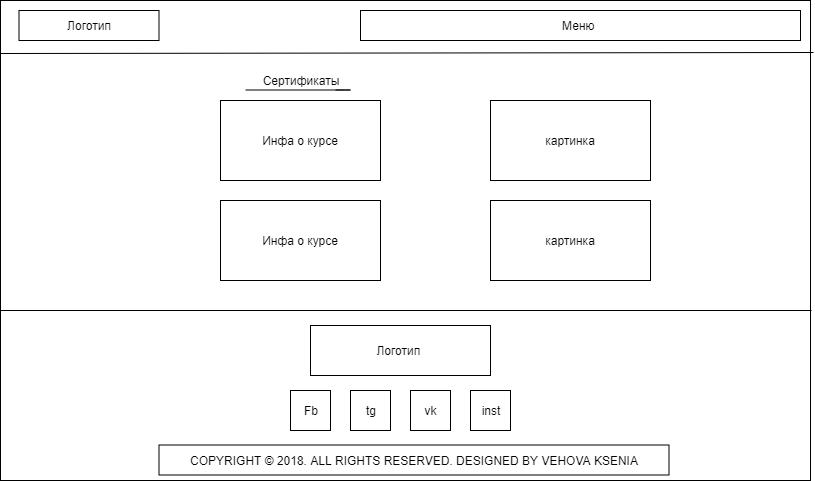 Логотип
Меню
Сертификаты
Инфа о курсе
картинка
Инфа о курсе
картинка
Логотип
Fb
tg
vk
inst
COPYRIGHT © 2018. ALL RIGHTS RESERVED. DESIGNED BY VEHOVA KSENIA